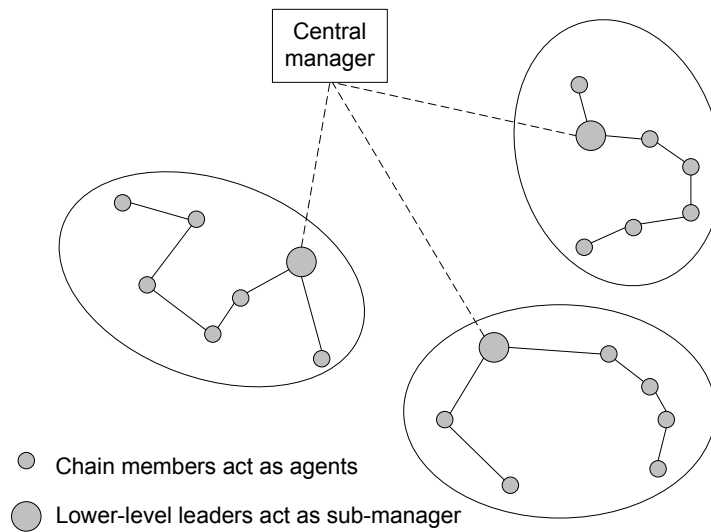 Central
manager
Chain members act as agents
Lower-level leaders act as sub-manager